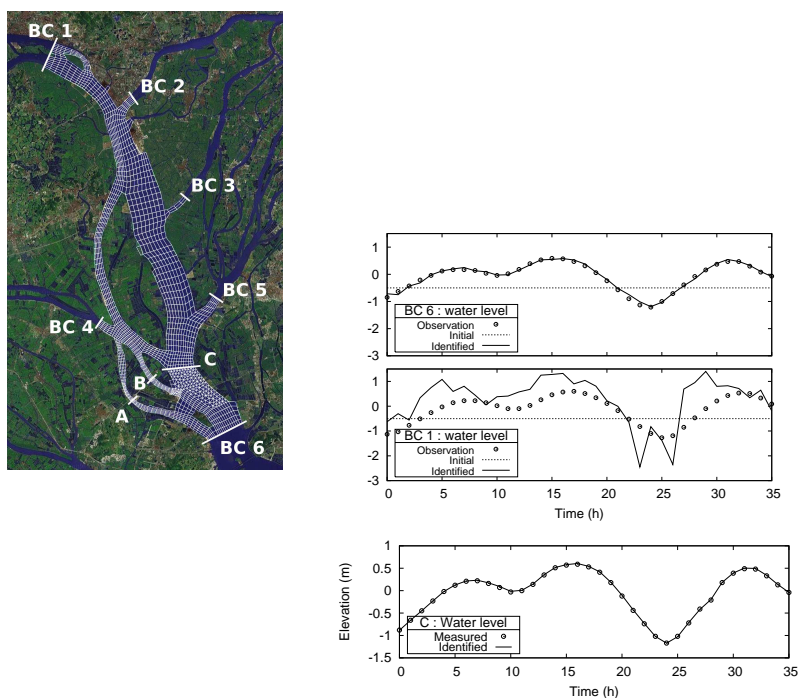 BC 1
BC 2
BC 3
BC 5
BC 4
C
B
A
BC 6
1
0
-1
-2
-3
BC 6 : water level
Observation
Initial
Identified
1
0
-1
-2
-3
BC 1 : water level
Observation
Initial
Identified
0 5 10 15 20 25 30 35
Time (h)
Elevation (m)
1
0.5
0
-0.5
-1
-1.5
C : Water level
Measured
Identified
0 5 10 15 20 25 30 35
Time (h)